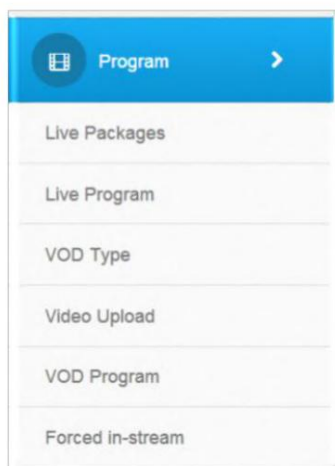 Program
Live Packages
Live Program
VOD Type
Video Upload
VOD Program
Forced in-stream